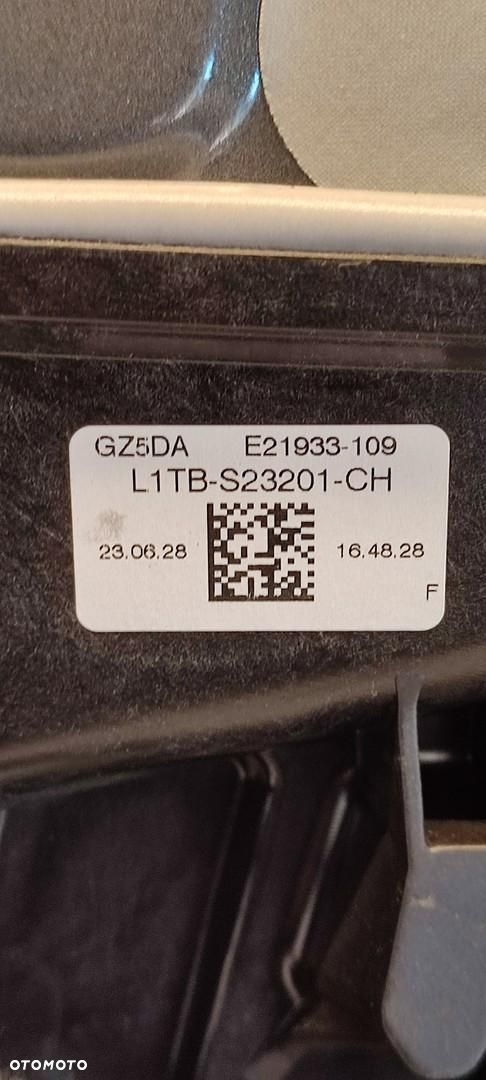 GZ5DA E21933-109
L1TB-S23201-CH
23.06.28 16.48.28
F
OTOMOTO